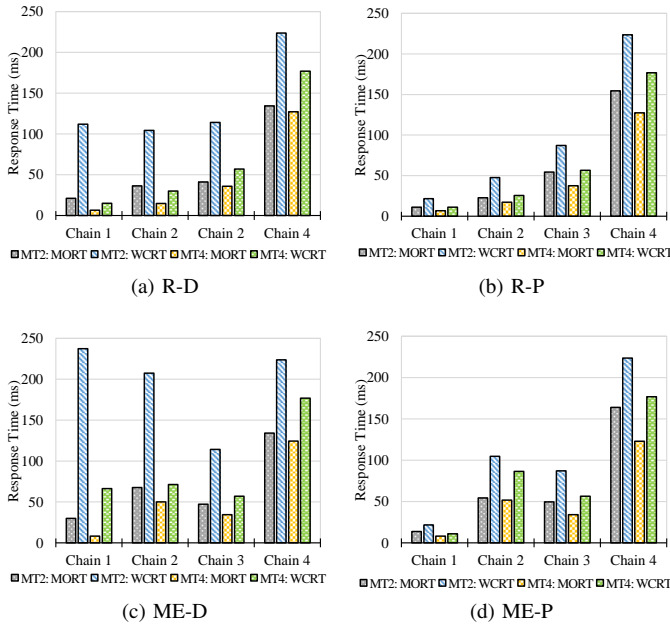 250
200
150
100
50
0
Response Time (ms)
Chain 1 Chain 2 Chain 2 Chain 4
MT2: MORT MT2: WCRT MT4: MORT MT4: WCRT
(a) R-D
250
200
150
100
50
0
Response Time (ms)
Chain 1 Chain 2 Chain 3 Chain 4
MT2: MORT MT2: WCRT MT4: MORT MT4: WCRT
(b) R-P
250
200
150
100
50
0
Response Time (ms)
Chain 1 Chain 2 Chain 3 Chain 4
MT2: MORT MT2: WCRT MT4: MORT MT4: WCRT
(c) ME-D
250
200
150
100
50
0
Response Time (ms)
Chain 1 Chain 2 Chain 3 Chain 4
MT2: MORT MT2: WCRT MT4: MORT MT4: WCRT
(d) ME-P